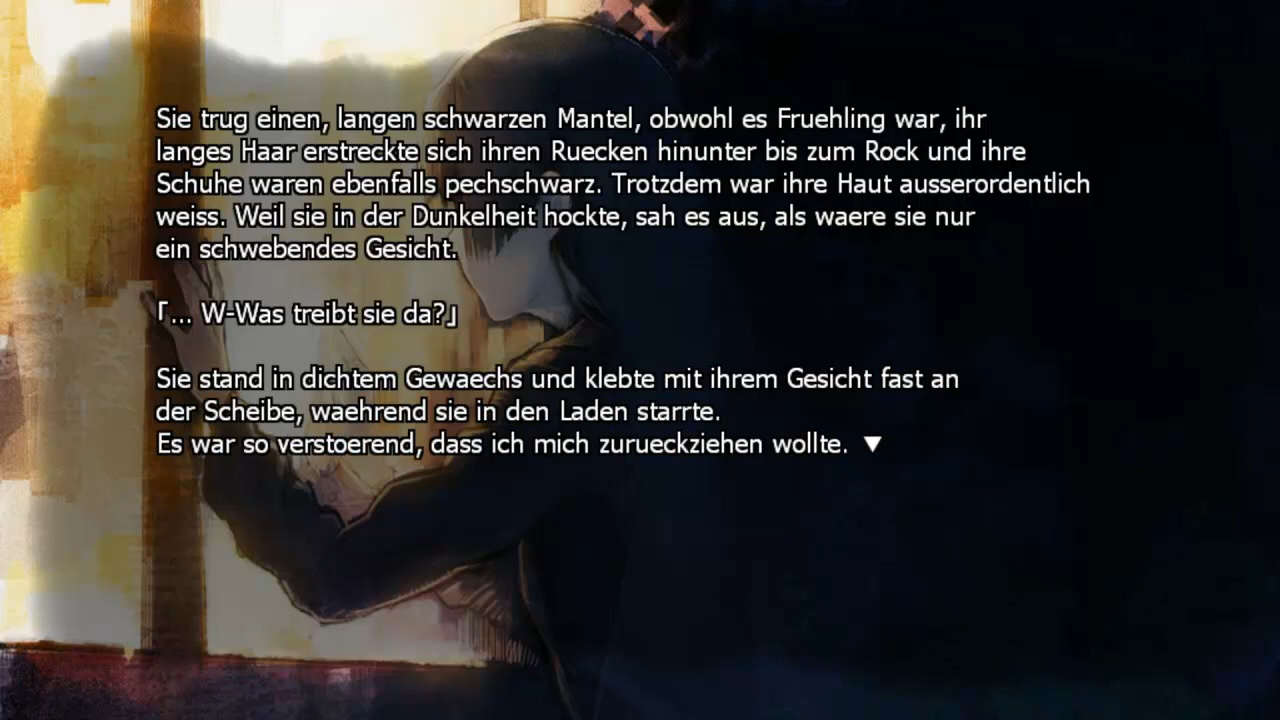 Sie trug einen, langen schwarzen Mantel, obwohl es Fruehling war, ihr
langes Haar erstreckte sich ihren Ruecken hinunter bis zum Rock und ihre
Schuhe waren ebenfalls pechschwarz. Trotzdem war ihre Haut ausserordentlich
weiss. Weil sie in der Dunkelheit hockte, sah es aus, als waere sie nur
ein schwebendes Gesicht.
「... W-Was treibt sie da?」
Sie stand in dichtem Gewaechs und klebte mit ihrem Gesicht fast an
der Scheibe, waehrend sie in den Laden starrte.
Es war so verstoerend, dass ich mich zurueckziehen wollte. ▼